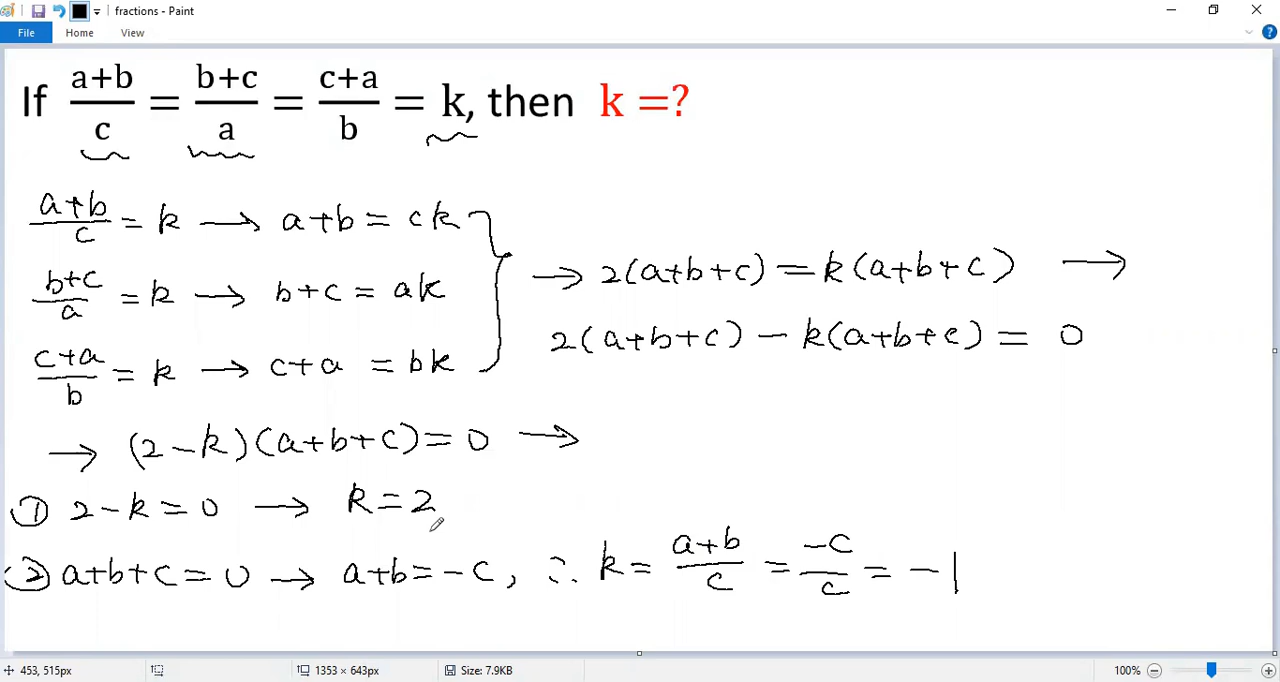 fractions - Paint
File Home View
If (a+b)/c = (b+c)/a = (c+a)/b = k, then k =?
(a+b)/c = k → a+b = ck
(b+c)/a = k → b+c = ak
(c+a)/b = k → c+a = bk
→ 2(a+b+c) = k(a+b+c) →
2(a+b+c) - k(a+b+c) = 0
→ (2-k)(a+b+c) = 0 →
① 2-k = 0 → k = 2
② a+b+c = 0 → a+b = -c, ∴ k = (a+b)/c = -c/c = -1
453, 515px 1353 × 643px Size: 7.9KB 100%